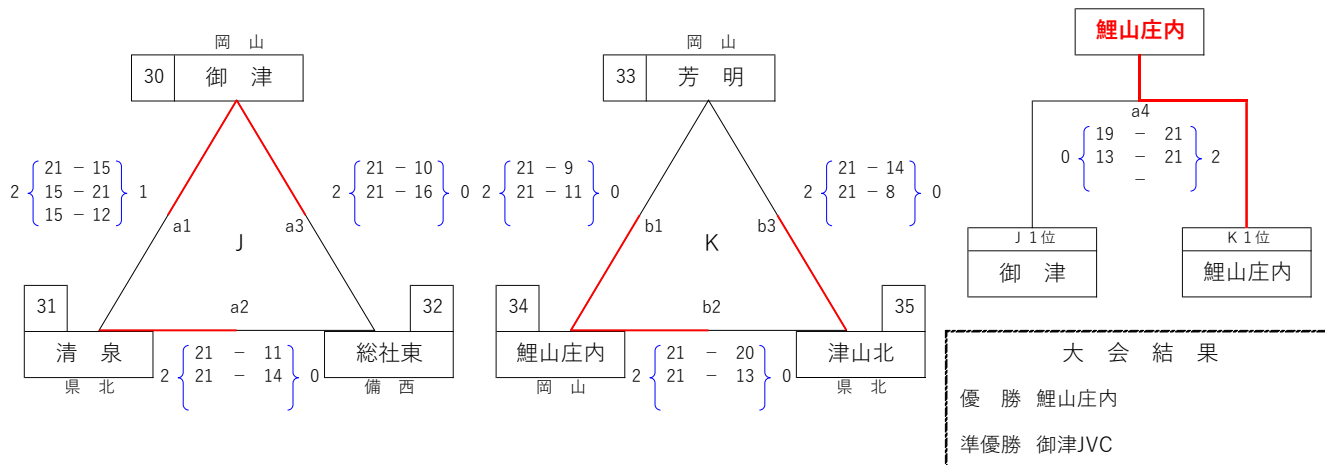 岡 山
30 御 津
2 21 - 15 1
15 - 21
15 - 12
21 - 10
2 21 - 16 0
a1 a3
J
31 a2 32
清 泉
県 北
総社東
備 西
21 - 11
2 21 - 14 0
岡 山
33 芳 明
21 - 9
2 21 - 11 0
21 - 14
2 21 - 8 0
b1 b3
K
34 b2 35
鯉山庄内
岡 山
津山北
県 北
21 - 20
2 21 - 13 0
鯉山庄内
a4
19 - 21
0 13 - 21 2
-
J 1位
御 津
K 1位
鯉山庄内
大 会 結 果
優 勝 鯉山庄内
準優勝 御津JVC